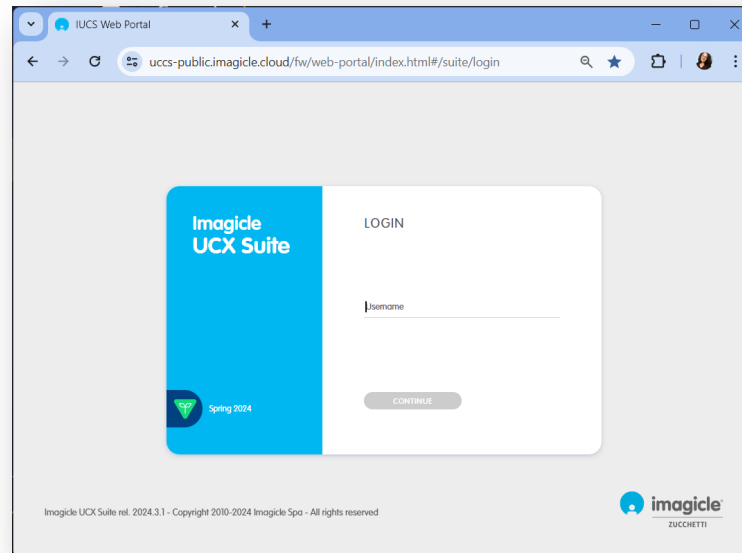 IUCS Web Portal
uccs-public.imagicle.cloud/fw/web-portal/index.html#/suite/login
Imagicle
UCX Suite
LOGIN
Username
CONTINUE
Spring 2024
Imagicle UCX Suite rel. 2024.3.1 - Copyright 2010-2024 Imagicle Spa - All rights reserved
imagicle
ZUCCHETTI